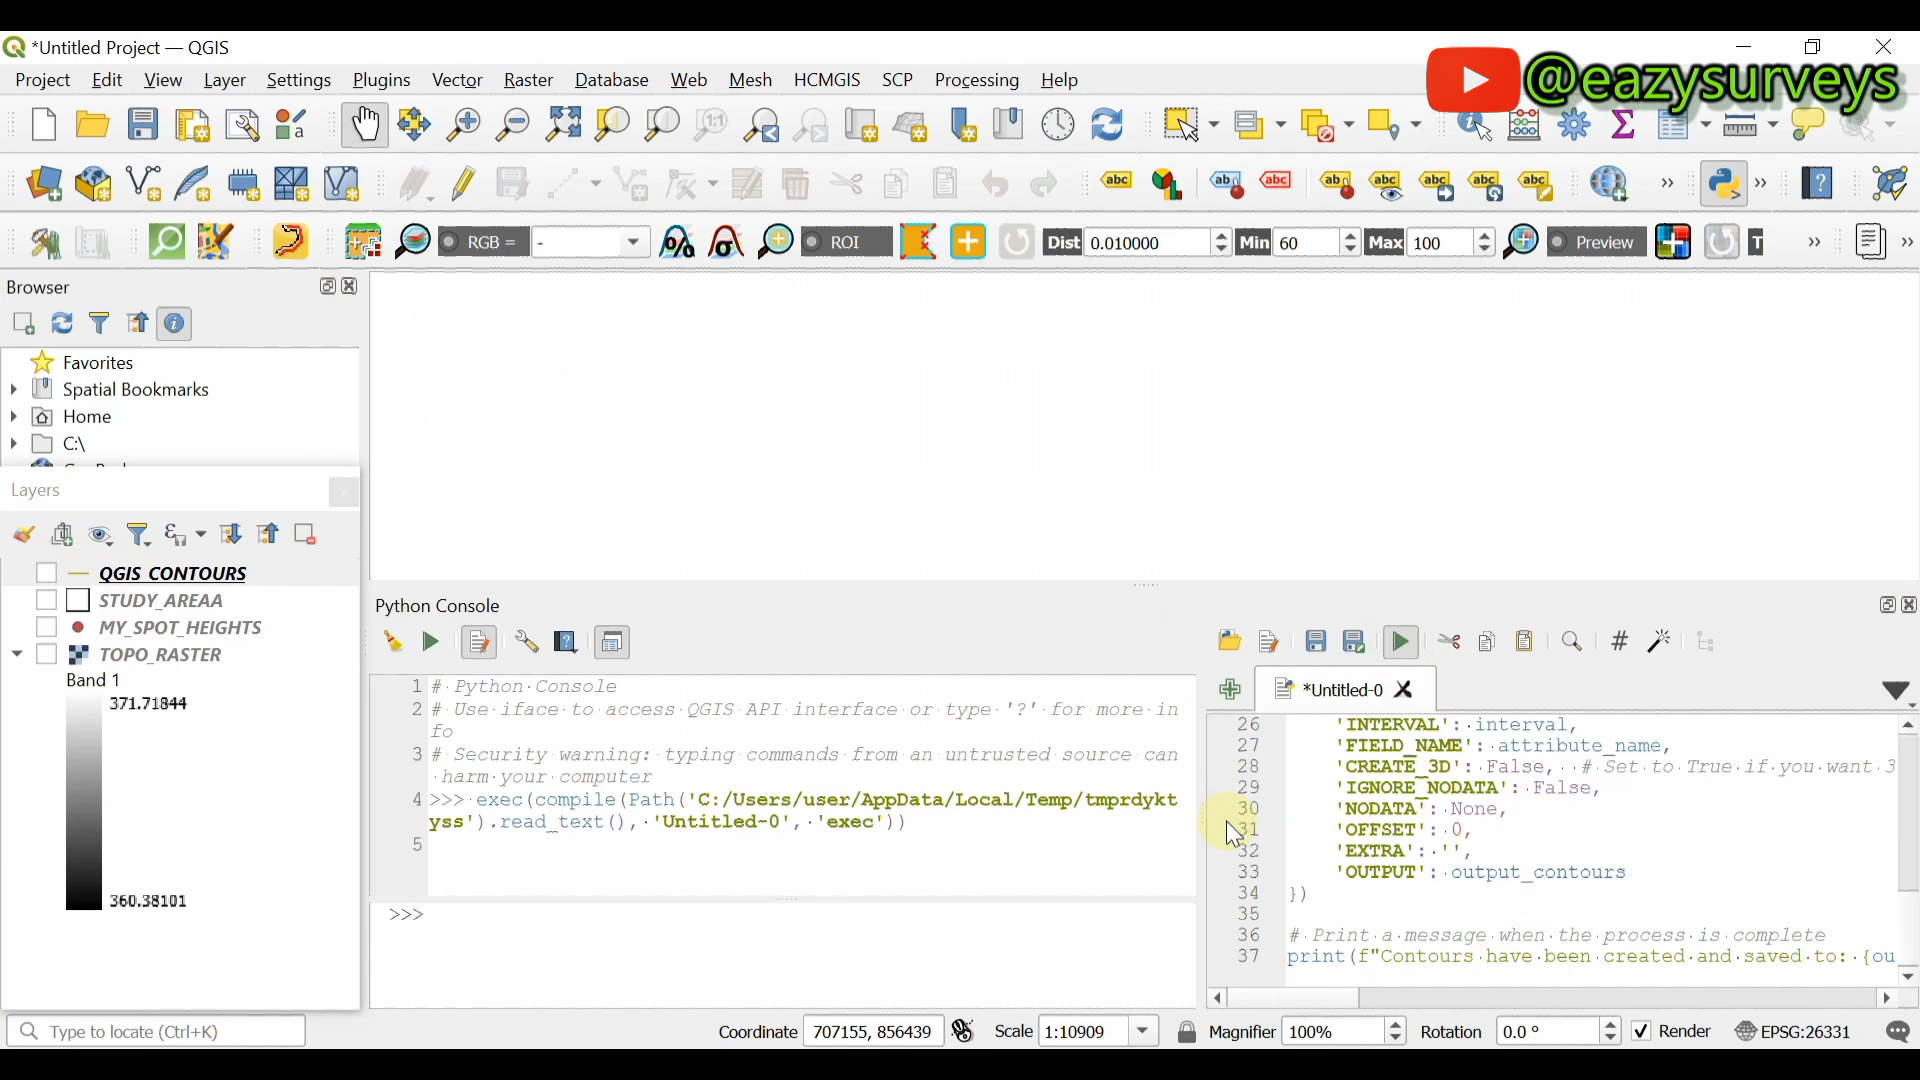 *Untitled Project — QGIS
@eazysurveys
Project Edit View Layer Settings Plugins Vector Raster Database Web Mesh HCMGIS SCP Processing Help
abc abc abc ab abc abc abc abc
RGB = - ROI Dist 0.010000 Min 60 Max 100 Preview T
Browser
Favorites
Spatial Bookmarks
Home
C:\
Layers
QGIS CONTOURS
STUDY_AREAA
MY_SPOT_HEIGHTS
TOPO_RASTER
Band 1
371.71844
360.38101
Python Console
1 # Python Console
2 # Use iface to access QGIS API interface or type '?' for more in
fo
3 # Security warning: typing commands from an untrusted source can
harm your computer
4 >>> exec(compile(Path('C:/Users/user/AppData/Local/Temp/tmprdykt
yss').read_text(), 'Untitled-0', 'exec'))
5
>>>
*Untitled-0
26 'INTERVAL': interval,
27 'FIELD_NAME': attribute_name,
28 'CREATE_3D': False, # Set to True if you want 3
29 'IGNORE_NODATA': False,
30 'NODATA': None,
31 'OFFSET': 0,
32 'EXTRA': '',
33 'OUTPUT': output_contours
34 })
35
36 # Print a message when the process is complete
37 print(f"Contours have been created and saved to: {ou
Type to locate (Ctrl+K) Coordinate 707155, 856439 Scale 1:10909 Magnifier 100% Rotation 0.0 ° Render EPSG:26331